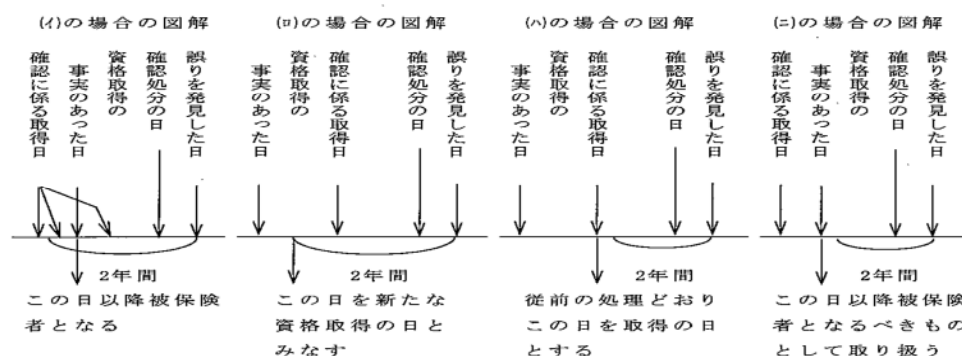 (イ)の場合の図解
確認に係る取得日
事実のあった日
資格取得の
確認処分の日
誤りを発見した日
2年間
この日以降被保険
者となる
(ロ)の場合の図解
事実のあった日
資格取得の
確認に係る取得日
確認処分の日
誤りを発見した日
2年間
この日を新たな
資格取得の日と
みなす
(ハ)の場合の図解
事実のあった日
資格取得の
確認に係る取得日
確認処分の日
誤りを発見した日
2年間
従前の処理どおり
この日を取得の日
とする
(ニ)の場合の図解
確認に係る取得日
事実のあった日
資格取得の
確認処分の日
誤りを発見した日
2年間
この日以降被保険
者となるべきもの
として取り扱う